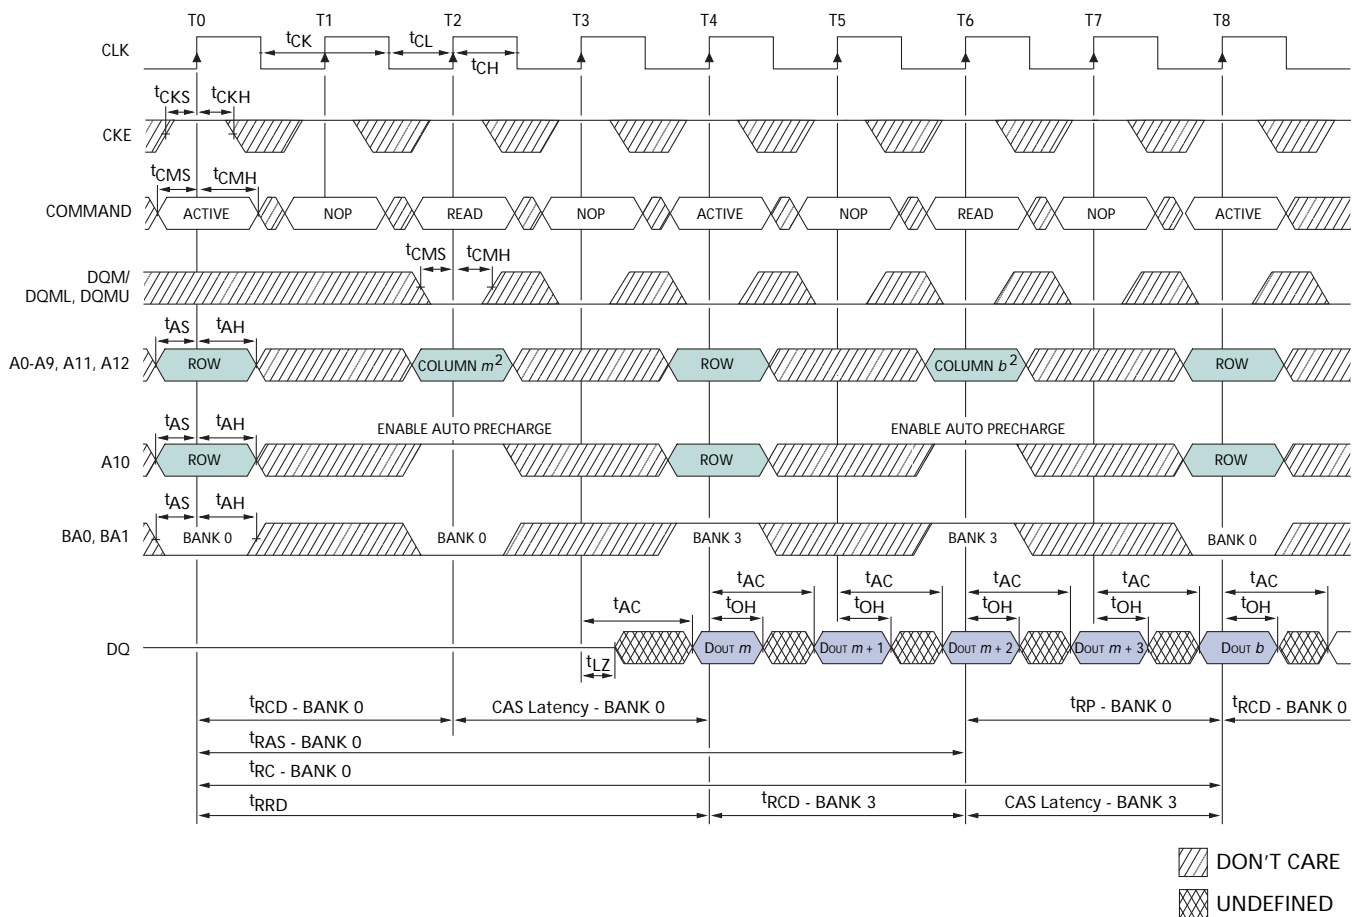 T0 T1 T2 T3 T4 T5 T6 T7 T8
CLK
tCK tCL
tCH
tCKS tCKH
CKE
tCMS tCMH
COMMAND ACTIVE NOP READ NOP ACTIVE NOP READ NOP ACTIVE
tCMS tCMH
DQM/
DQML, DQMU
tAS tAH
A0-A9, A11, A12 ROW COLUMN m2 ROW COLUMN b2 ROW
tAS tAH ENABLE AUTO PRECHARGE ENABLE AUTO PRECHARGE
A10 ROW ROW ROW
tAS tAH
BA0, BA1 BANK 0 BANK 0 BANK 3 BANK 3 BANK 0
tAC tAC tAC tAC tAC tAC
tOH tOH tOH tOH tOH
DQ DOUT m DOUT m + 1 DOUT m + 2 DOUT m + 3 DOUT b
tLZ
tRCD - BANK 0 CAS Latency - BANK 0 tRP - BANK 0 tRCD - BANK 0
tRAS - BANK 0
tRC - BANK 0
tRRD tRCD - BANK 3 CAS Latency - BANK 3
DON'T CARE
UNDEFINED